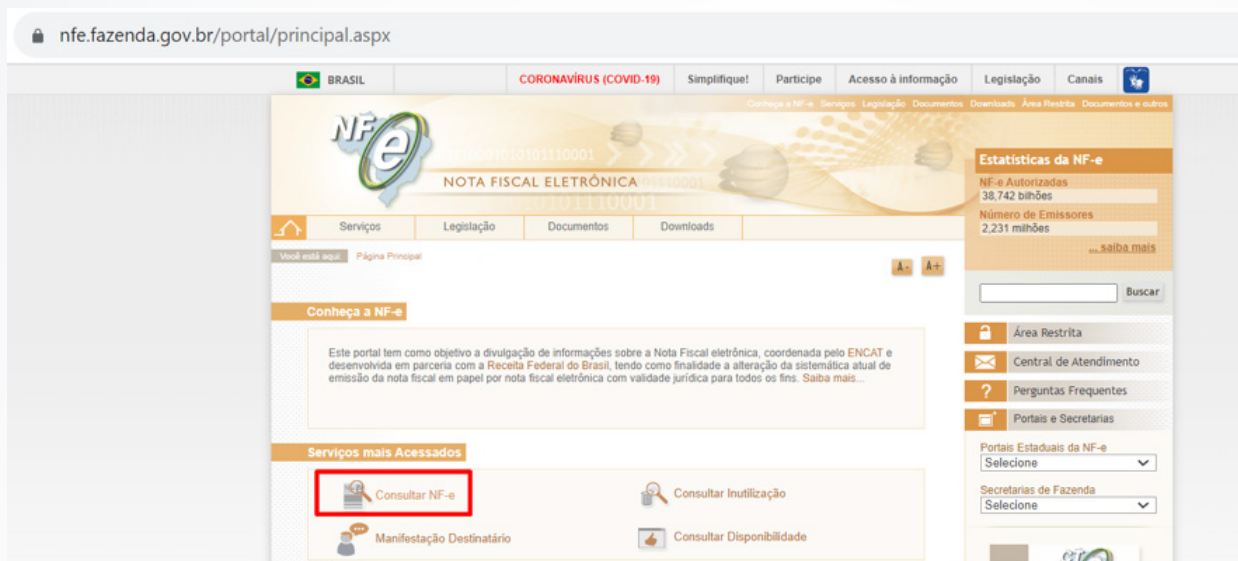 nfe.fazenda.gov.br/portal/principal.aspx
BRASIL CORONAVÍRUS (COVID-19) Simplifique! Participe Acesso à informação Legislação Canais
Conheça a NF-e Serviços Legislação Documentos Downloads Área Restrita Documentos e outros
NFe
NOTA FISCAL ELETRÔNICA
Serviços Legislação Documentos Downloads
Você está aqui: Página Principal
A- A+
Conheça a NF-e
Este portal tem como objetivo a divulgação de informações sobre a Nota Fiscal eletrônica, coordenada pelo ENCAT e
desenvolvida em parceria com a Receita Federal do Brasil, tendo como finalidade a alteração da sistemática atual de
emissão da nota fiscal em papel por nota fiscal eletrônica com validade jurídica para todos os fins. Saiba mais...
Serviços mais Acessados
Consultar NF-e
Consultar Inutilização
Manifestação Destinatário
Consultar Disponibilidade
Estatísticas da NF-e
NF-e Autorizadas
38,742 bilhões
Número de Emissores
2,231 milhões
... saiba mais
Buscar
Área Restrita
Central de Atendimento
Perguntas Frequentes
Portais e Secretarias
Portais Estaduais da NF-e
Selecione
Secretarias de Fazenda
Selecione